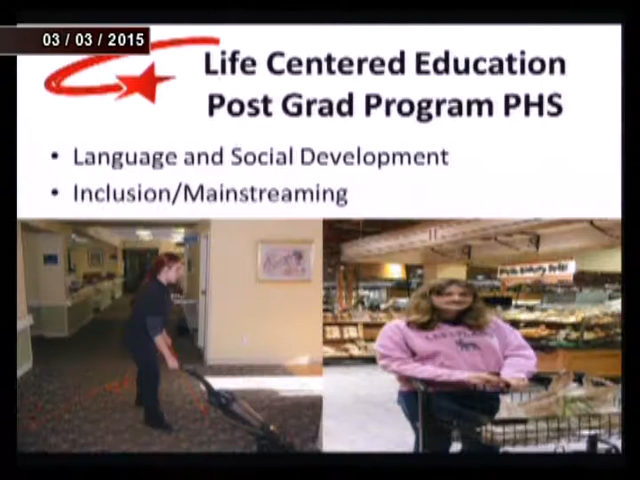 03 / 03 / 2015
Life Centered Education
Post Grad Program PHS
• Language and Social Development
• Inclusion/Mainstreaming